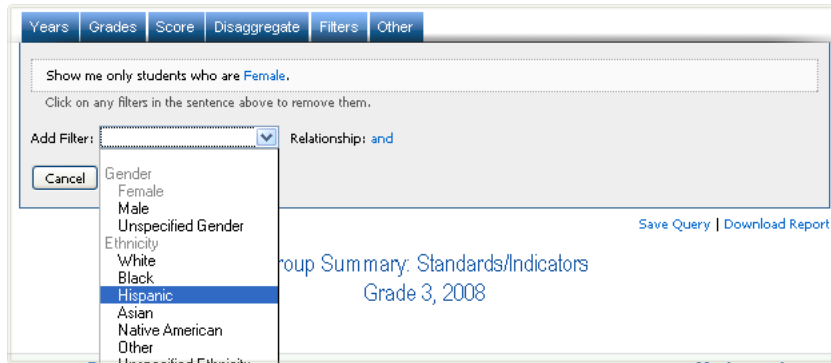 Years Grades Score Disaggregate Filters Other
Show me only students who are Female.
Click on any filters in the sentence above to remove them.
Add Filter: Relationship: and
Cancel
Gender
Female
Male
Unspecified Gender
Ethnicity
White
Black
Hispanic
Asian
Native American
Other
Unspecified Ethnicity
Save Query | Download Report
roup Summary: Standards/Indicators
Grade 3, 2008